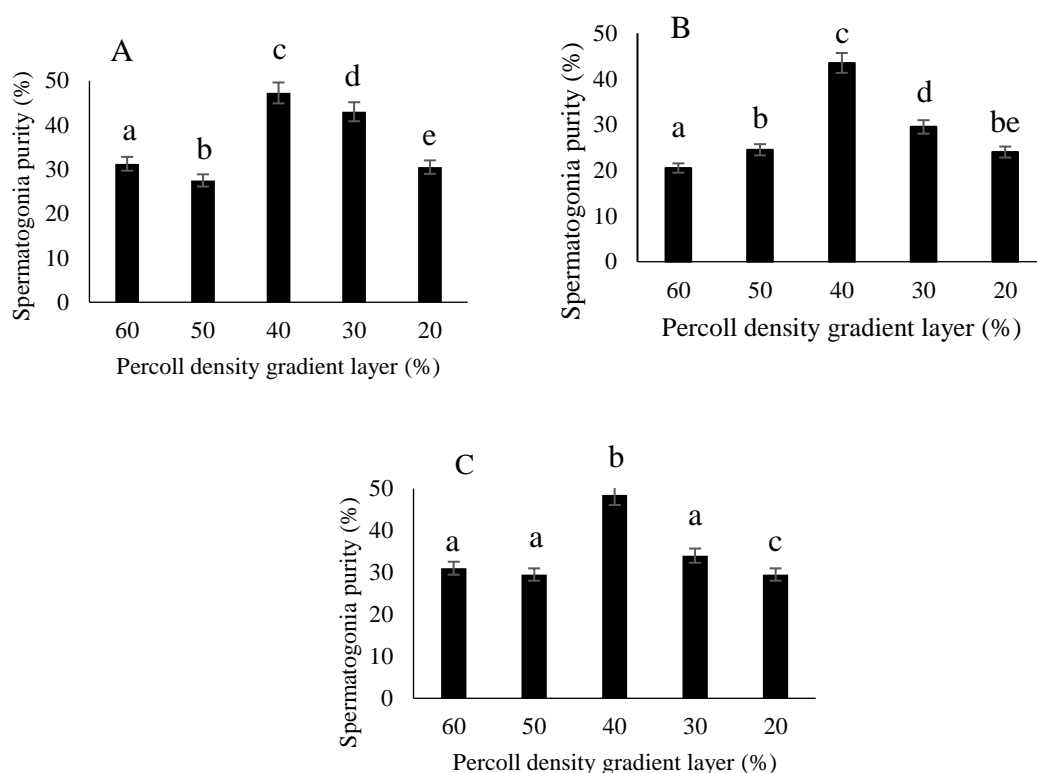 A
Spermatogonia purity (%)
50
40
30
20
10
0
a
b
c
d
e
60 50 40 30 20
Percoll density gradient layer (%)
B
Spermatogonia purity (%)
50
40
30
20
10
0
a
b
c
d
be
60 50 40 30 20
Percoll density gradient layer (%)
C
Spermatogonia purity (%)
50
40
30
20
10
0
a
a
b
a
c
60 50 40 30 20
Percoll density gradient layer (%)